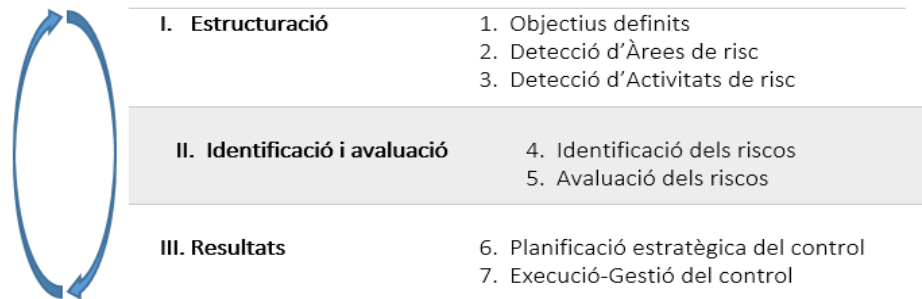 I. Estructuració
1. Objectius definits
2. Detecció d'Àrees de risc
3. Detecció d'Activitats de risc
II. Identificació i avaluació
4. Identificació dels riscos
5. Avaluació dels riscos
III. Resultats
6. Planificació estratègica del control
7. Execució-Gestió del control